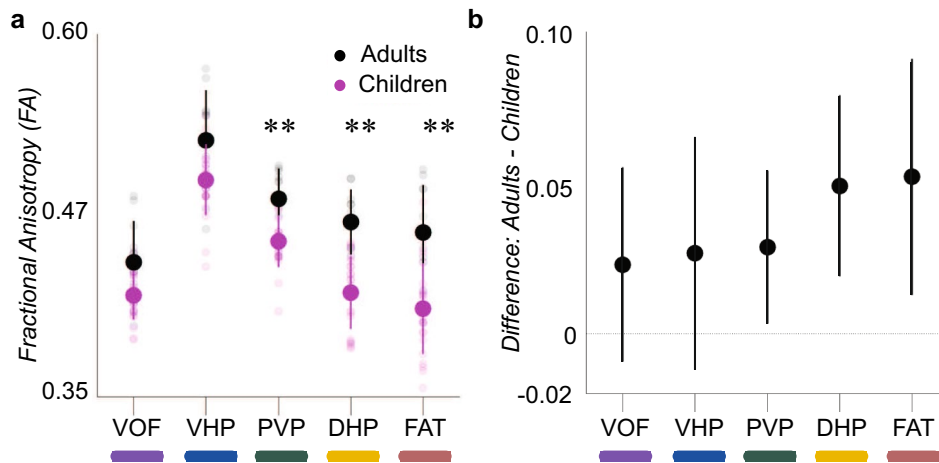 a
0.60
Adults
Children
** ** **
0.47
0.35
Fractional Anisotropy (FA)
VOF VHP PVP DHP FAT
b
0.10
0.05
0
-0.02
Difference: Adults - Children
VOF VHP PVP DHP FAT